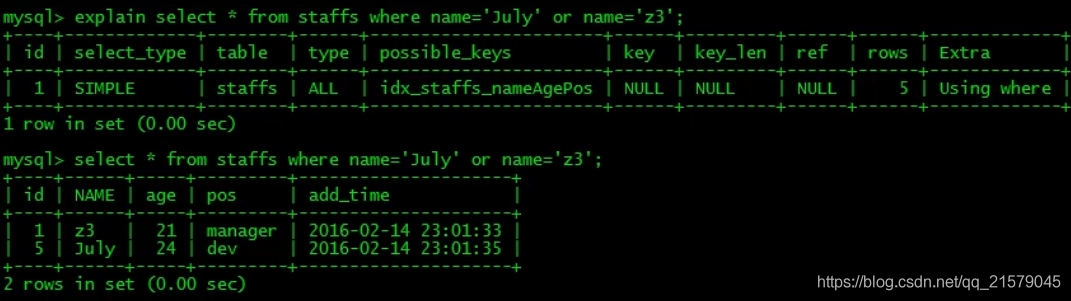 mysql> explain select * from staffs where name='July' or name='z3';
+----+-------------+--------+------+-----------------------+------+---------+------+------+-------------+
| id | select_type | table | type | possible_keys | key | key_len | ref | rows | Extra |
+----+-------------+--------+------+-----------------------+------+---------+------+------+-------------+
| 1 | SIMPLE | staffs | ALL | idx_staffs_nameAgePos | NULL | NULL | NULL | 5 | Using where |
+----+-------------+--------+------+-----------------------+------+---------+------+------+-------------+
1 row in set (0.00 sec)
mysql> select * from staffs where name='July' or name='z3';
+----+------+-----+---------+---------------------+
| id | NAME | age | pos | add_time |
+----+------+-----+---------+---------------------+
| 1 | z3 | 21 | manager | 2016-02-14 23:01:33 |
| 5 | July | 24 | dev | 2016-02-14 23:01:35 |
+----+------+-----+---------+---------------------+
2 rows in set (0.00 sec)
https://blog.csdn.net/qq_21579045